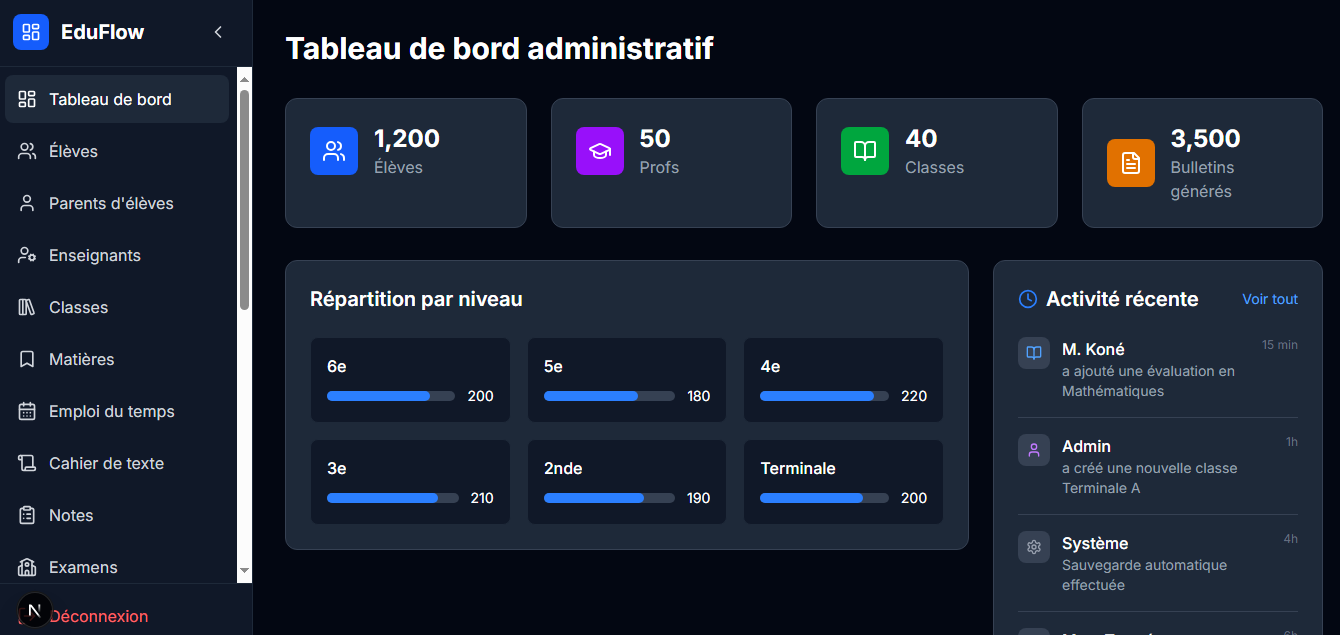 EduFlow
Tableau de bord
Élèves
Parents d'élèves
Enseignants
Classes
Matières
Emploi du temps
Cahier de texte
Notes
Examens
N
Déconnexion
Tableau de bord administratif
1,200
Élèves
50
Profs
40
Classes
3,500
Bulletins
générés
Répartition par niveau
6e
200
5e
180
4e
220
3e
210
2nde
190
Terminale
200
Activité récente
Voir tout
M. Koné
15 min
a ajouté une évaluation en
Mathématiques
Admin
1h
a créé une nouvelle classe
Terminale A
Système
4h
Sauvegarde automatique
effectuée